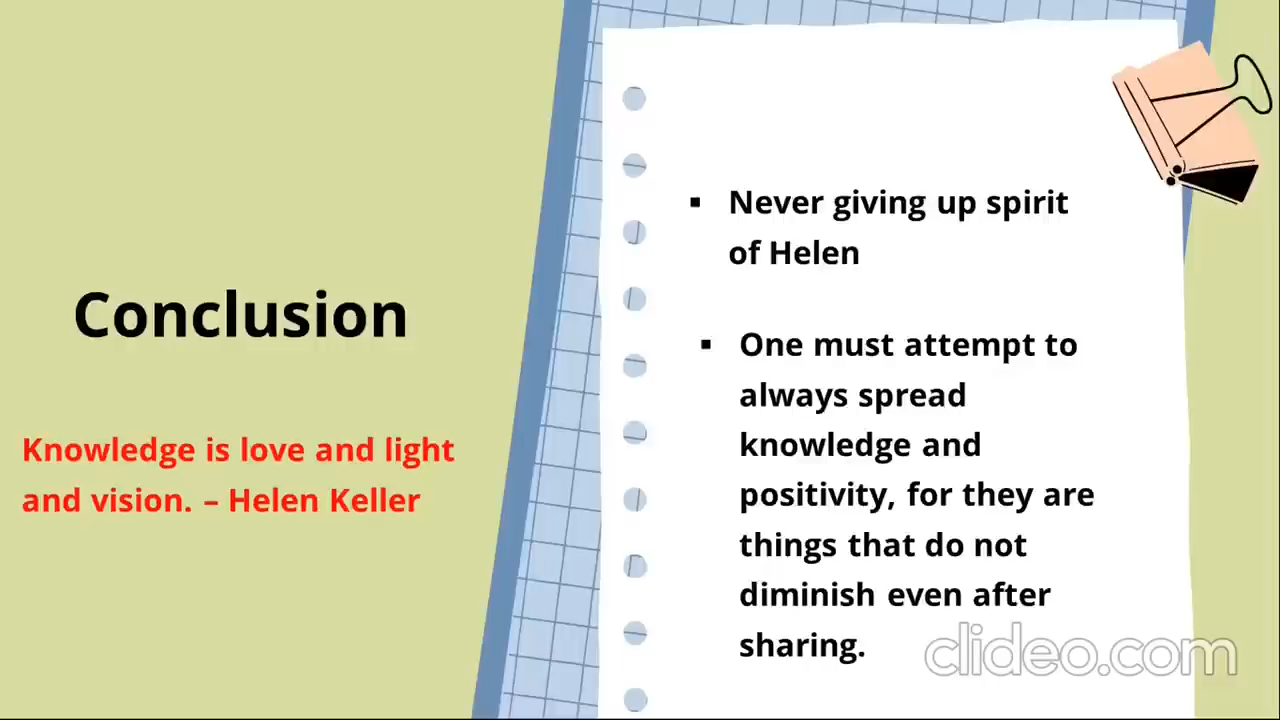 Conclusion
Knowledge is love and light
and vision. – Helen Keller
▪ Never giving up spirit
of Helen
▪ One must attempt to
always spread
knowledge and
positivity, for they are
things that do not
diminish even after
sharing.
clideo.com